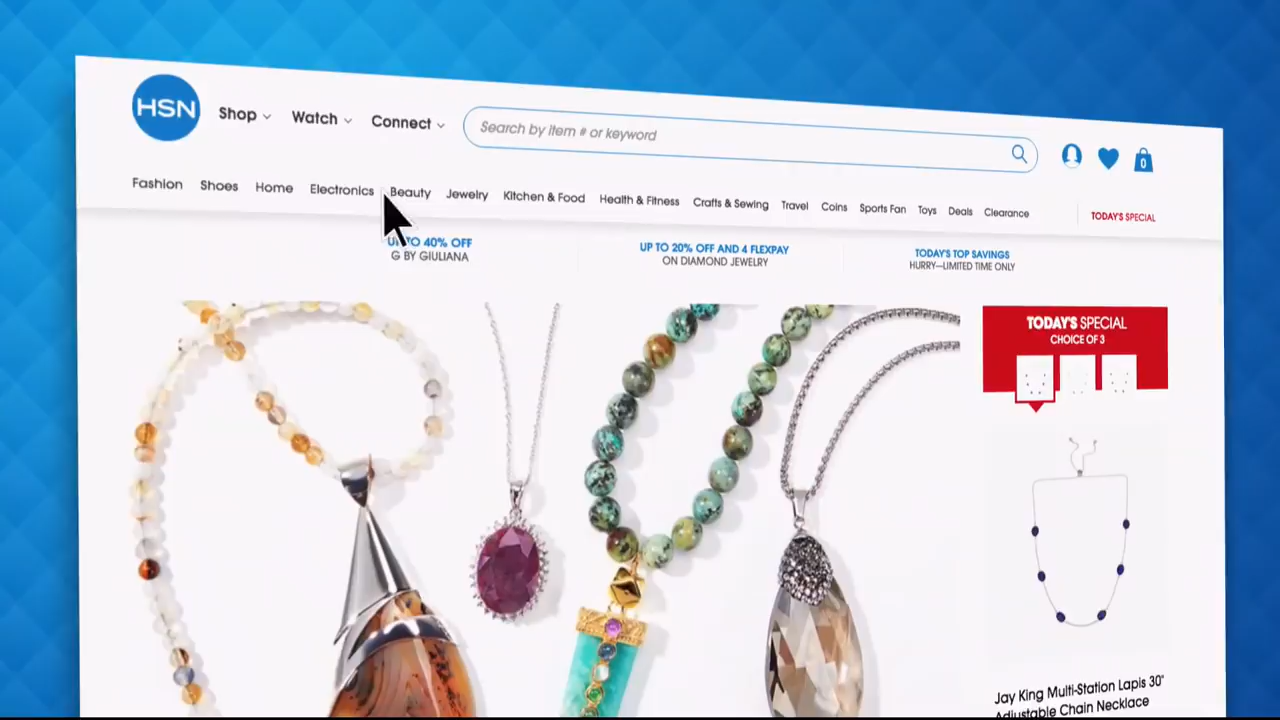 HSN
Shop Watch Connect
Search by item # or keyword
0
Fashion Shoes Home Electronics Beauty Jewelry Kitchen & Food Health & Fitness Crafts & Sewing Travel Coins Sports Fan Toys Deals Clearance TODAY'S SPECIAL
UP TO 40% OFF
G BY GIULIANA
UP TO 20% OFF AND 4 FLEXPAY
ON DIAMOND JEWELRY
TODAY'S TOP SAVINGS
HURRY—LIMITED TIME ONLY
TODAY'S SPECIAL
CHOICE OF 3
Jay King Multi-Station Lapis 30"
Adjustable Chain Necklace